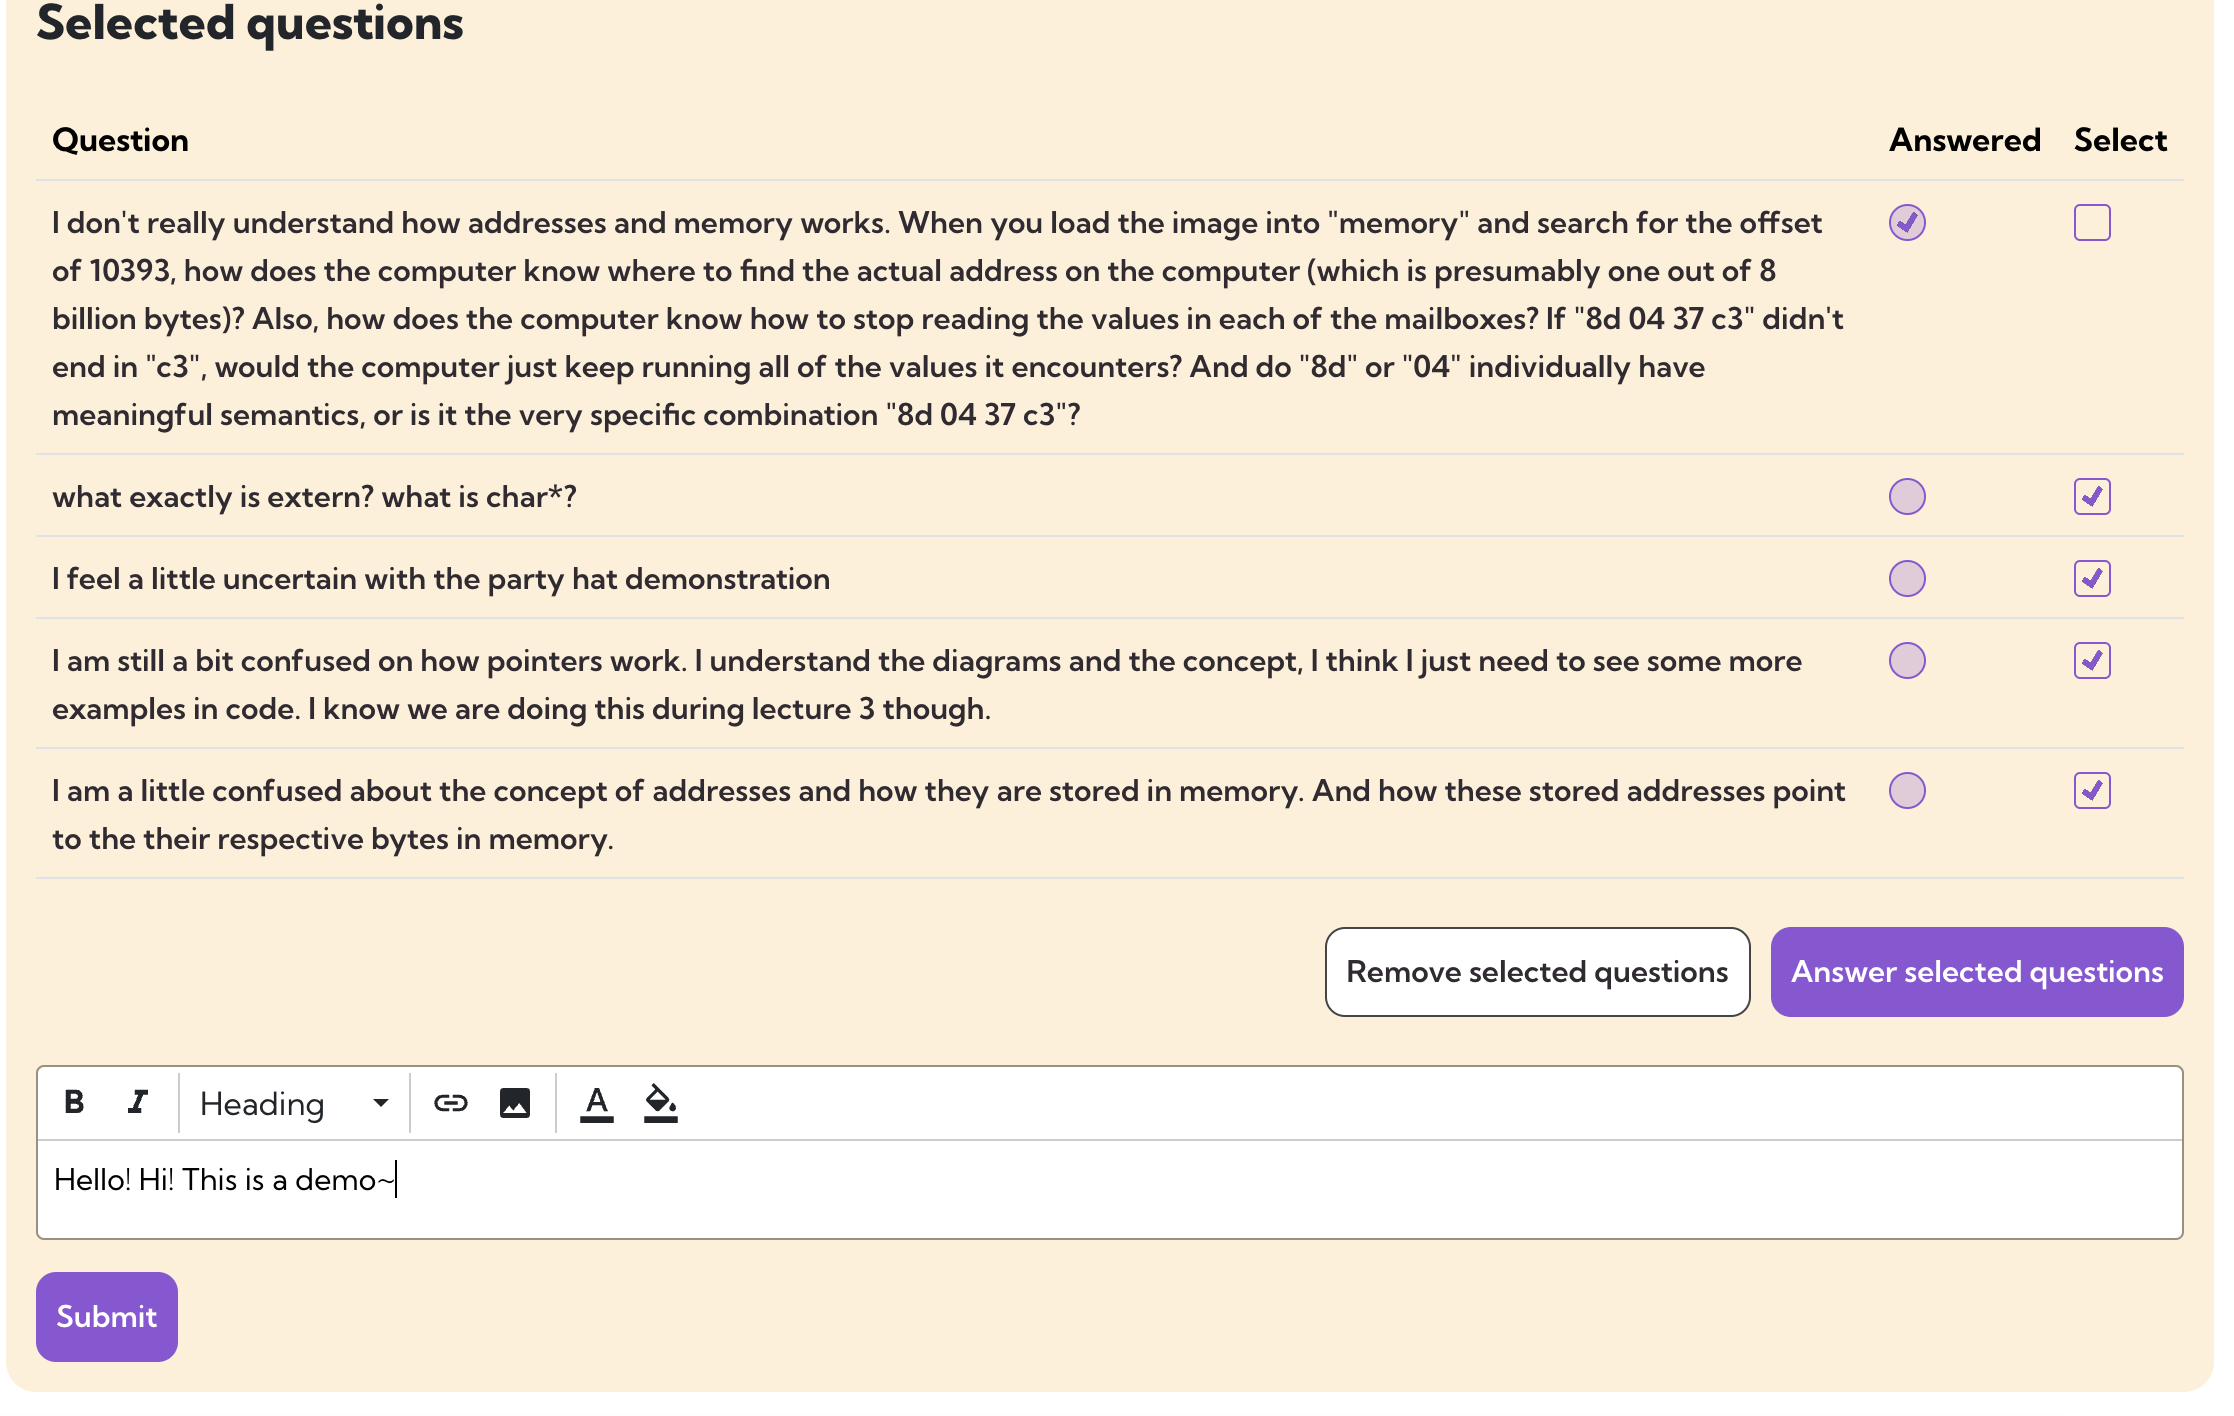 Selected questions
Question Answered Select
I don't really understand how addresses and memory works. When you load the image into "memory" and search for the offset
of 10393, how does the computer know where to find the actual address on the computer (which is presumably one out of 8
billion bytes)? Also, how does the computer know how to stop reading the values in each of the mailboxes? If "8d 04 37 c3" didn't
end in "c3", would the computer just keep running all of the values it encounters? And do "8d" or "04" individually have
meaningful semantics, or is it the very specific combination "8d 04 37 c3"?
what exactly is extern? what is char*?
I feel a little uncertain with the party hat demonstration
I am still a bit confused on how pointers work. I understand the diagrams and the concept, I think I just need to see some more
examples in code. I know we are doing this during lecture 3 though.
I am a little confused about the concept of addresses and how they are stored in memory. And how these stored addresses point
to the their respective bytes in memory.
Remove selected questions Answer selected questions
B I Heading A
Hello! Hi! This is a demo~
Submit